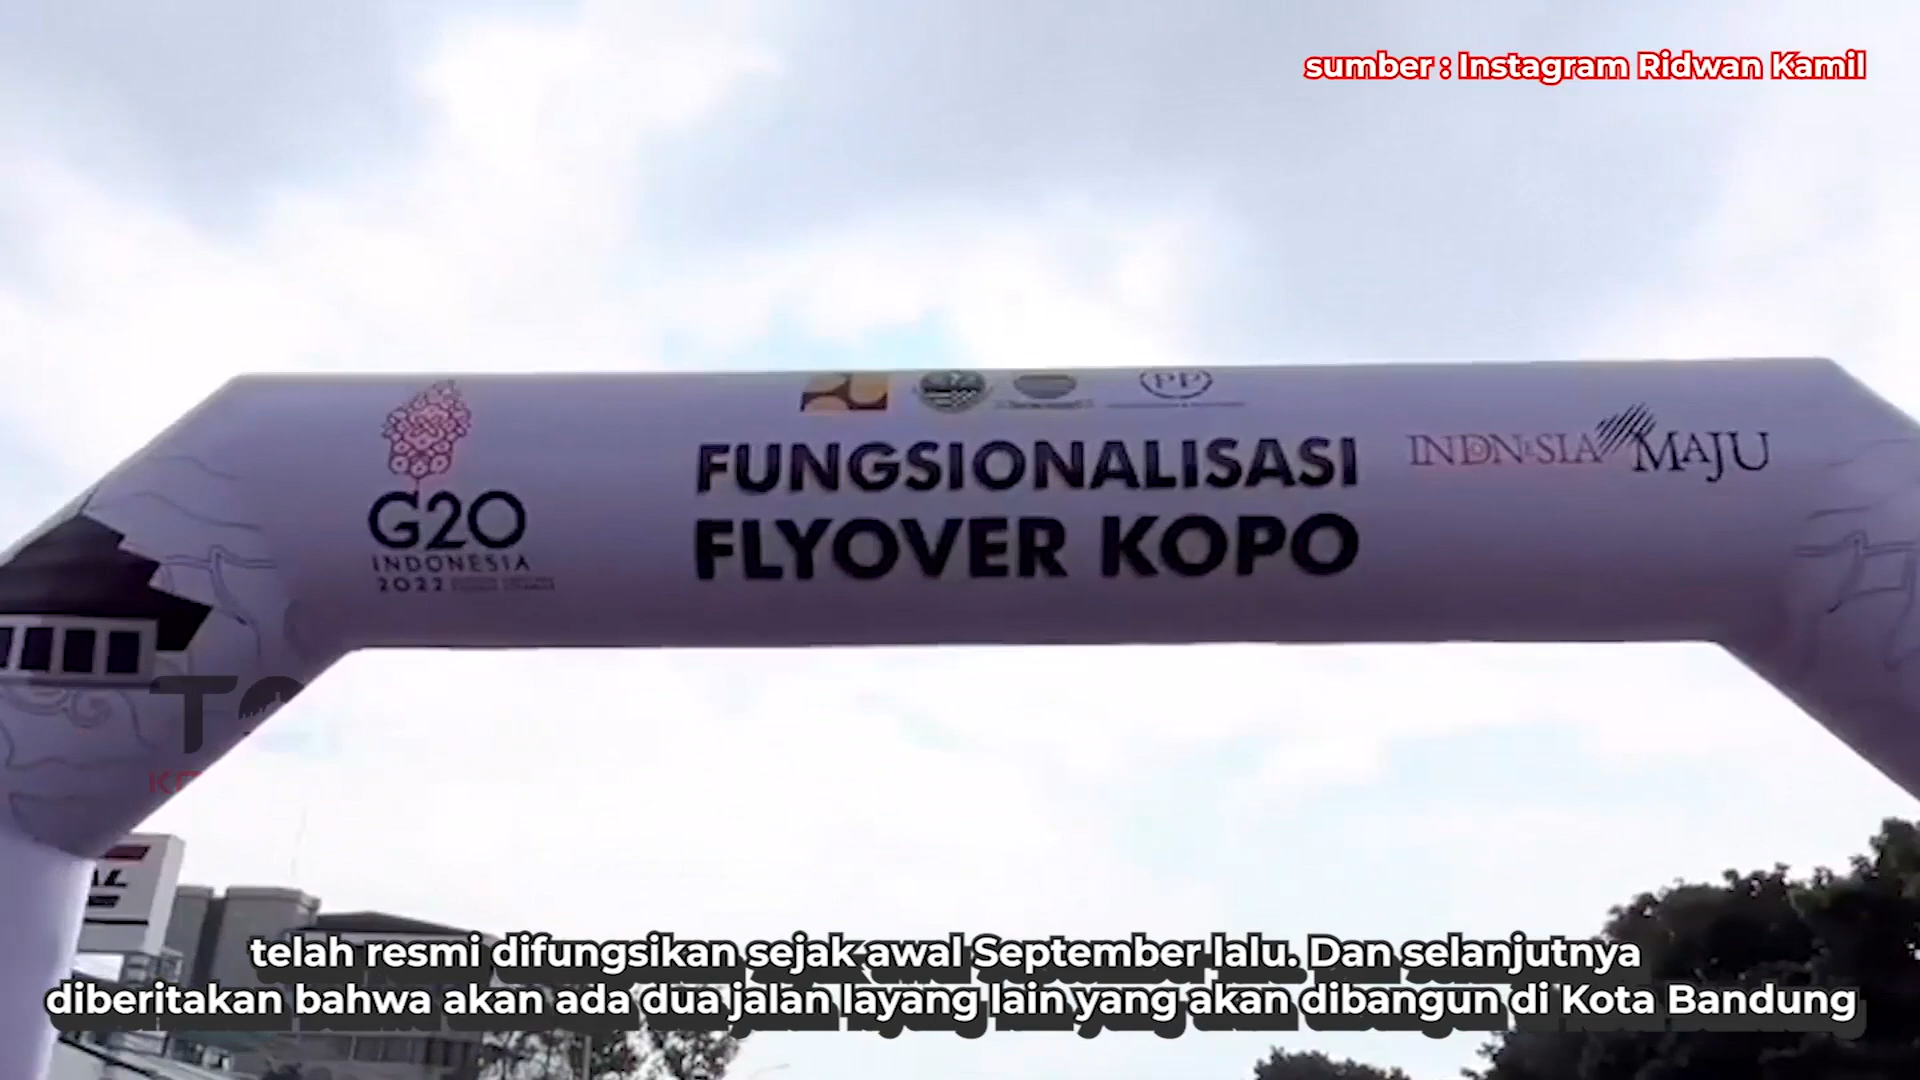 sumber : Instagram Ridwan Kamil
PP
FUNGSIONALISASI
FLYOVER KOPO
G20
INDONESIA
2022
INDONESIA MAJU
telah resmi difungsikan sejak awal September lalu. Dan selanjutnya
diberitakan bahwa akan ada dua jalan layang lain yang akan dibangun di Kota Bandung